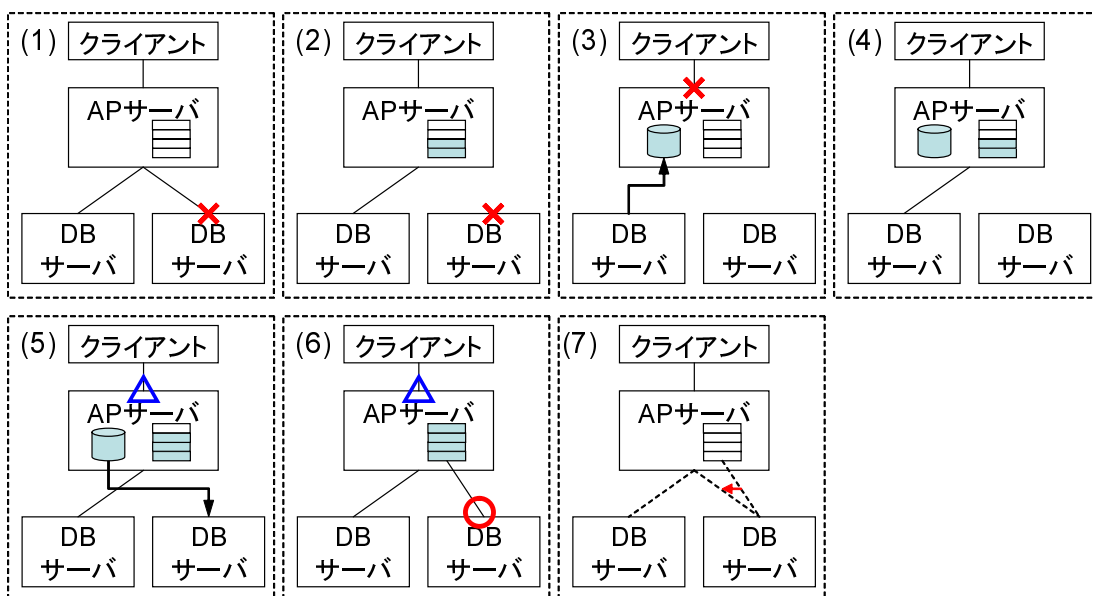 (1)
クライアント
APサーバ
DB
サーバ
DB
サーバ
(2)
クライアント
APサーバ
DB
サーバ
DB
サーバ
(3)
クライアント
APサーバ
DB
サーバ
DB
サーバ
(4)
クライアント
APサーバ
DB
サーバ
DB
サーバ
(5)
クライアント
APサーバ
DB
サーバ
DB
サーバ
(6)
クライアント
APサーバ
DB
サーバ
DB
サーバ
(7)
クライアント
APサーバ
DB
サーバ
DB
サーバ